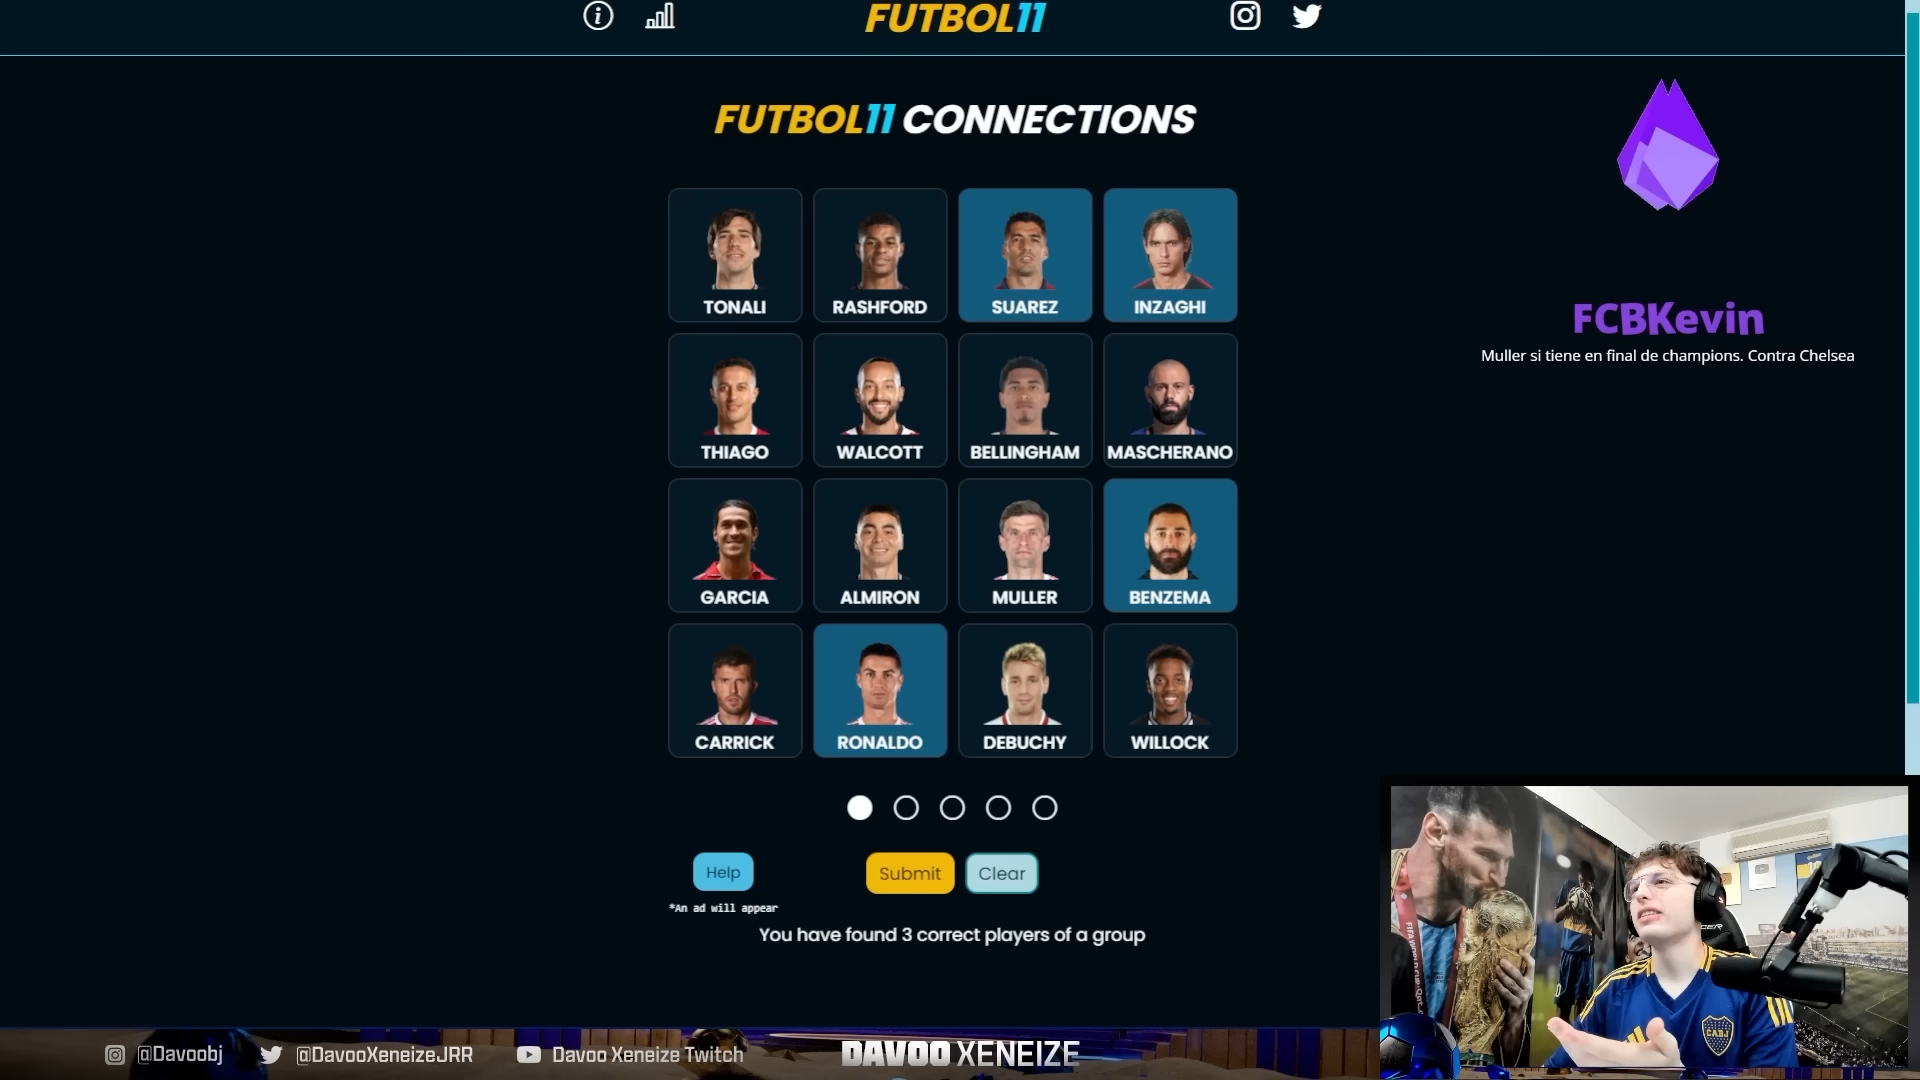 FUTBOL11
FUTBOL11 CONNECTIONS
TONALI
RASHFORD
SUAREZ
INZAGHI
THIAGO
WALCOTT
BELLINGHAM
MASCHERANO
GARCIA
ALMIRON
MULLER
BENZEMA
CARRICK
RONALDO
DEBUCHY
WILLOCK
Help
Submit
Clear
*An ad will appear
You have found 3 correct players of a group
FCBKevin
Muller si tiene en final de champions. Contra Chelsea
CABJ
@Davoobj
@DavooXeneizeJRR
Davoo Xeneize Twitch
DAVOO XENEIZE